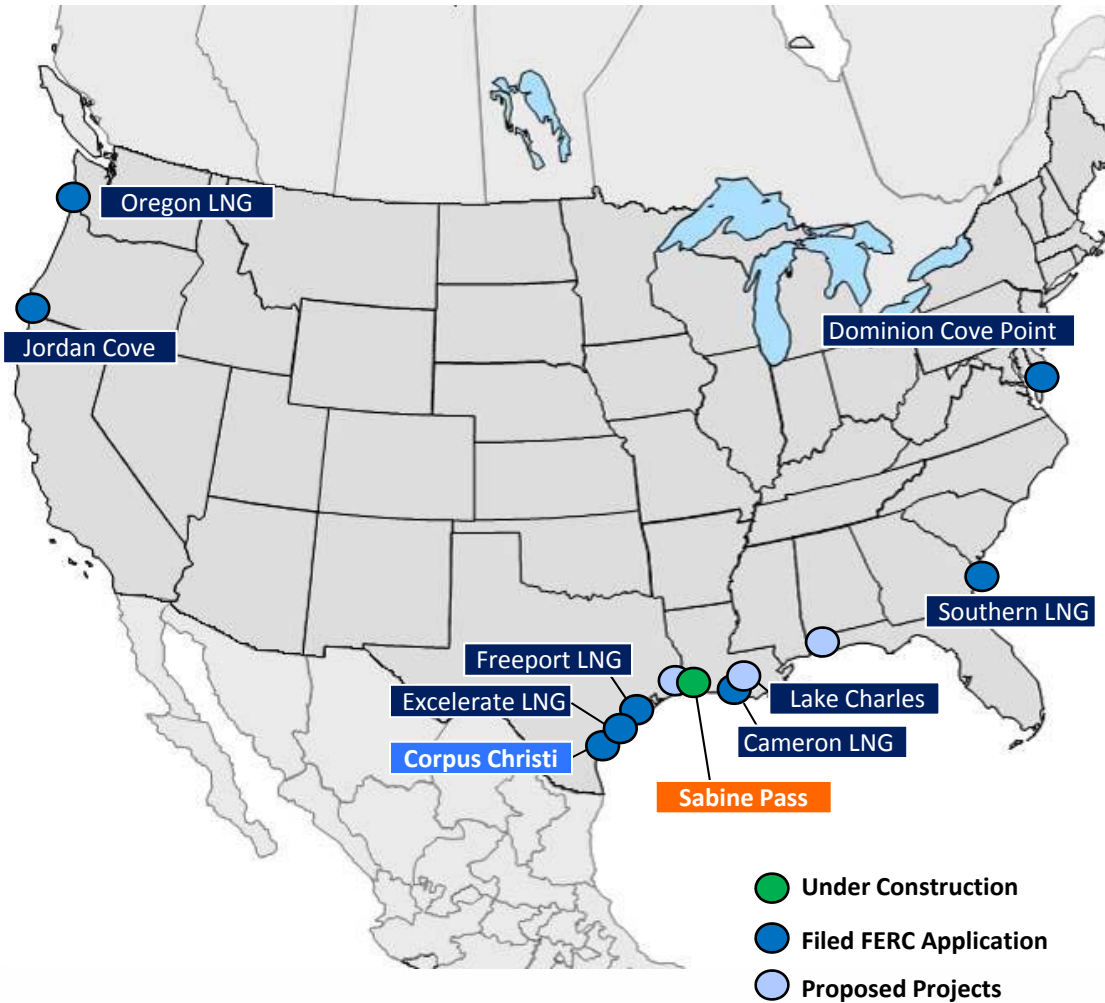 Oregon LNG
Jordan Cove
Dominion Cove Point
Southern LNG
Freeport LNG
Excelerate LNG
Lake Charles
Cameron LNG
Corpus Christi
Sabine Pass
Under Construction
Filed FERC Application
Proposed Projects